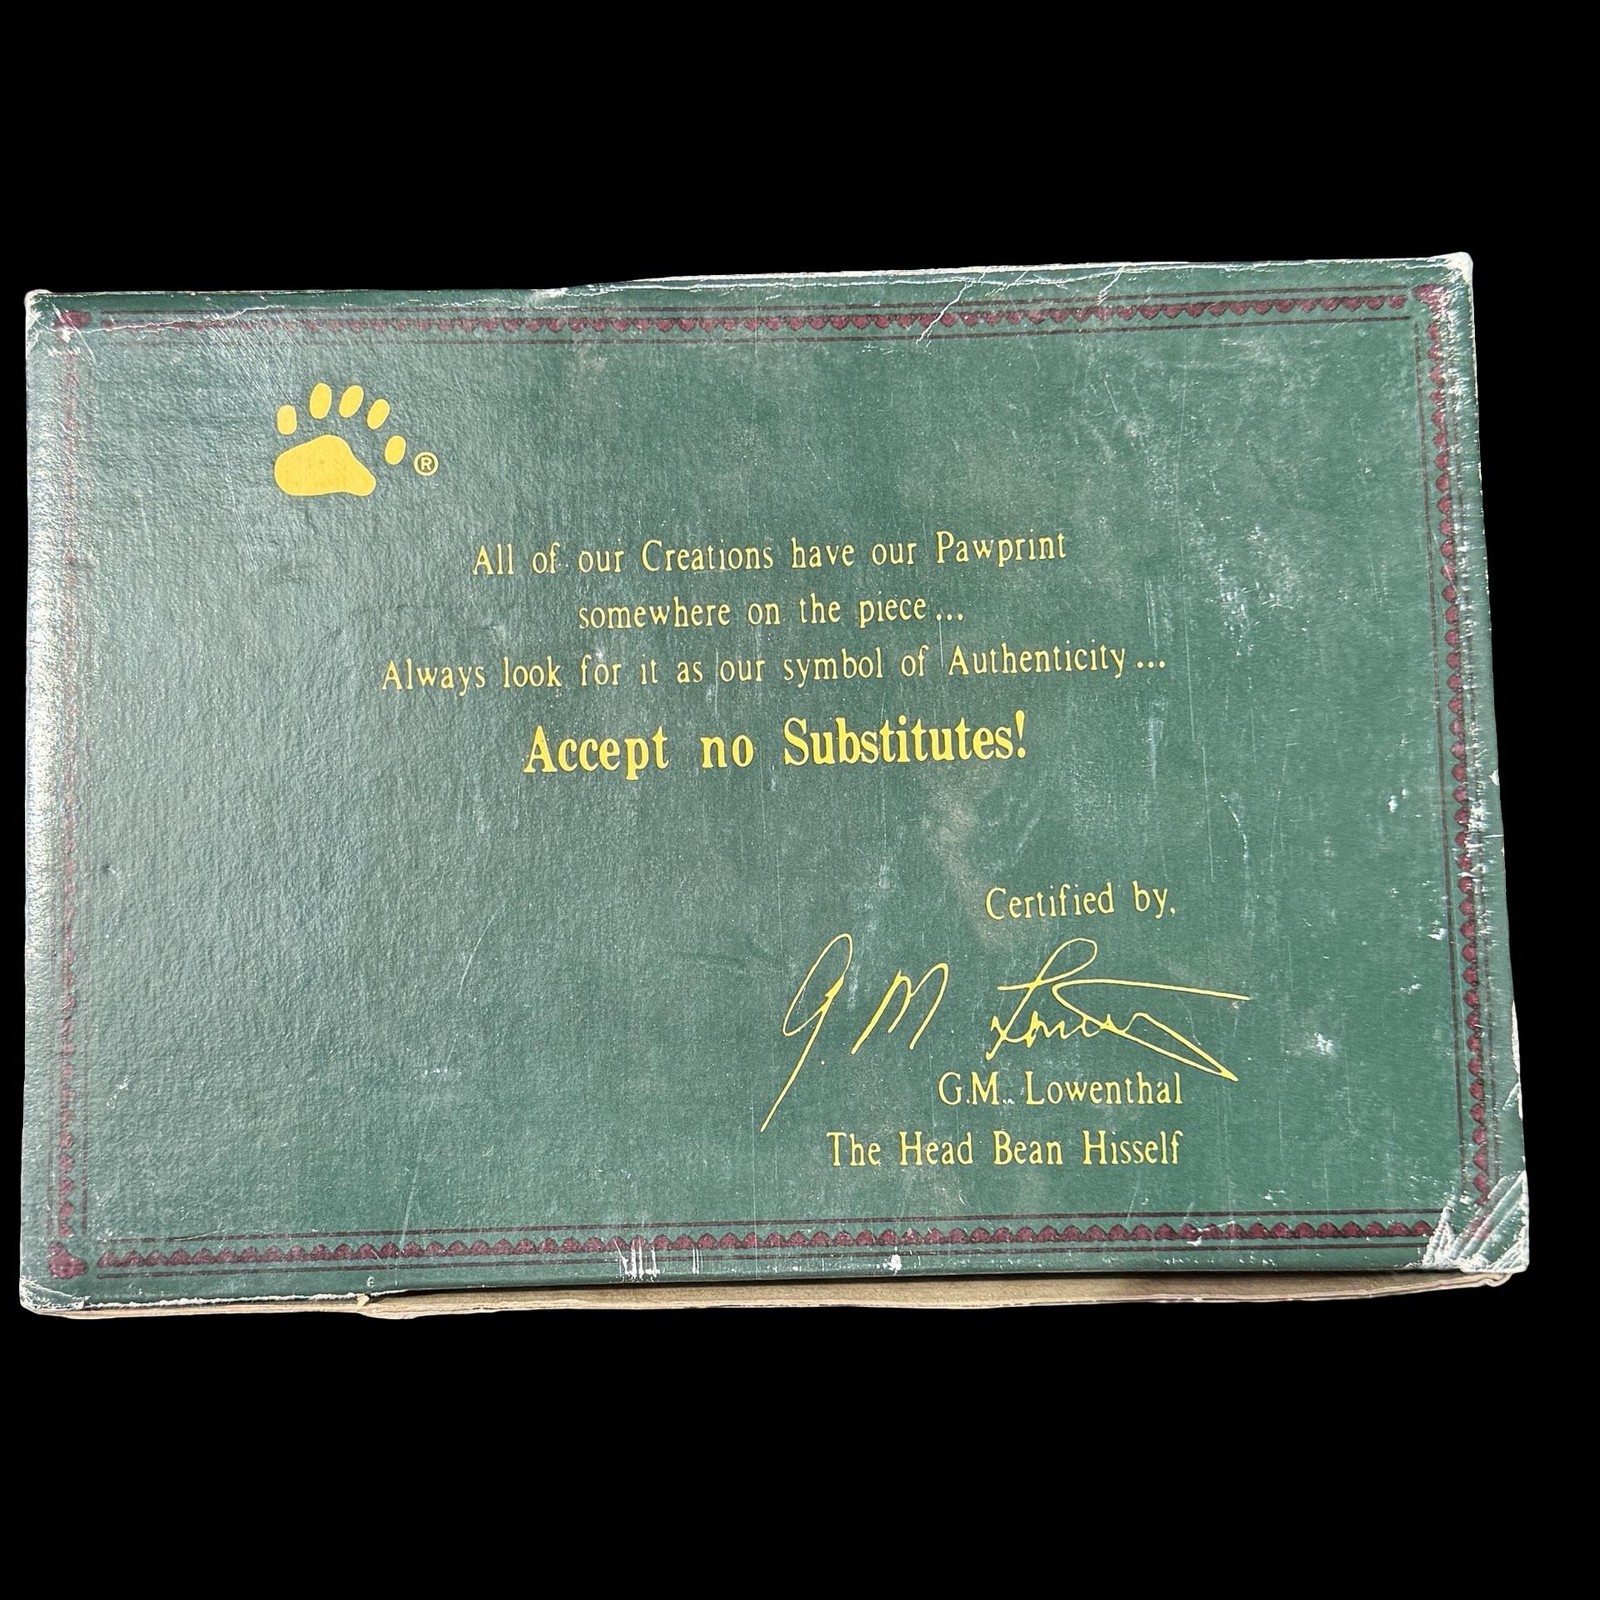 ®
All of our Creations have our Pawprint
somewhere on the piece...
Always look for it as our symbol of Authenticity...
Accept no Substitutes!
Certified by,
G.M. Lowenthal
The Head Bean Hisself